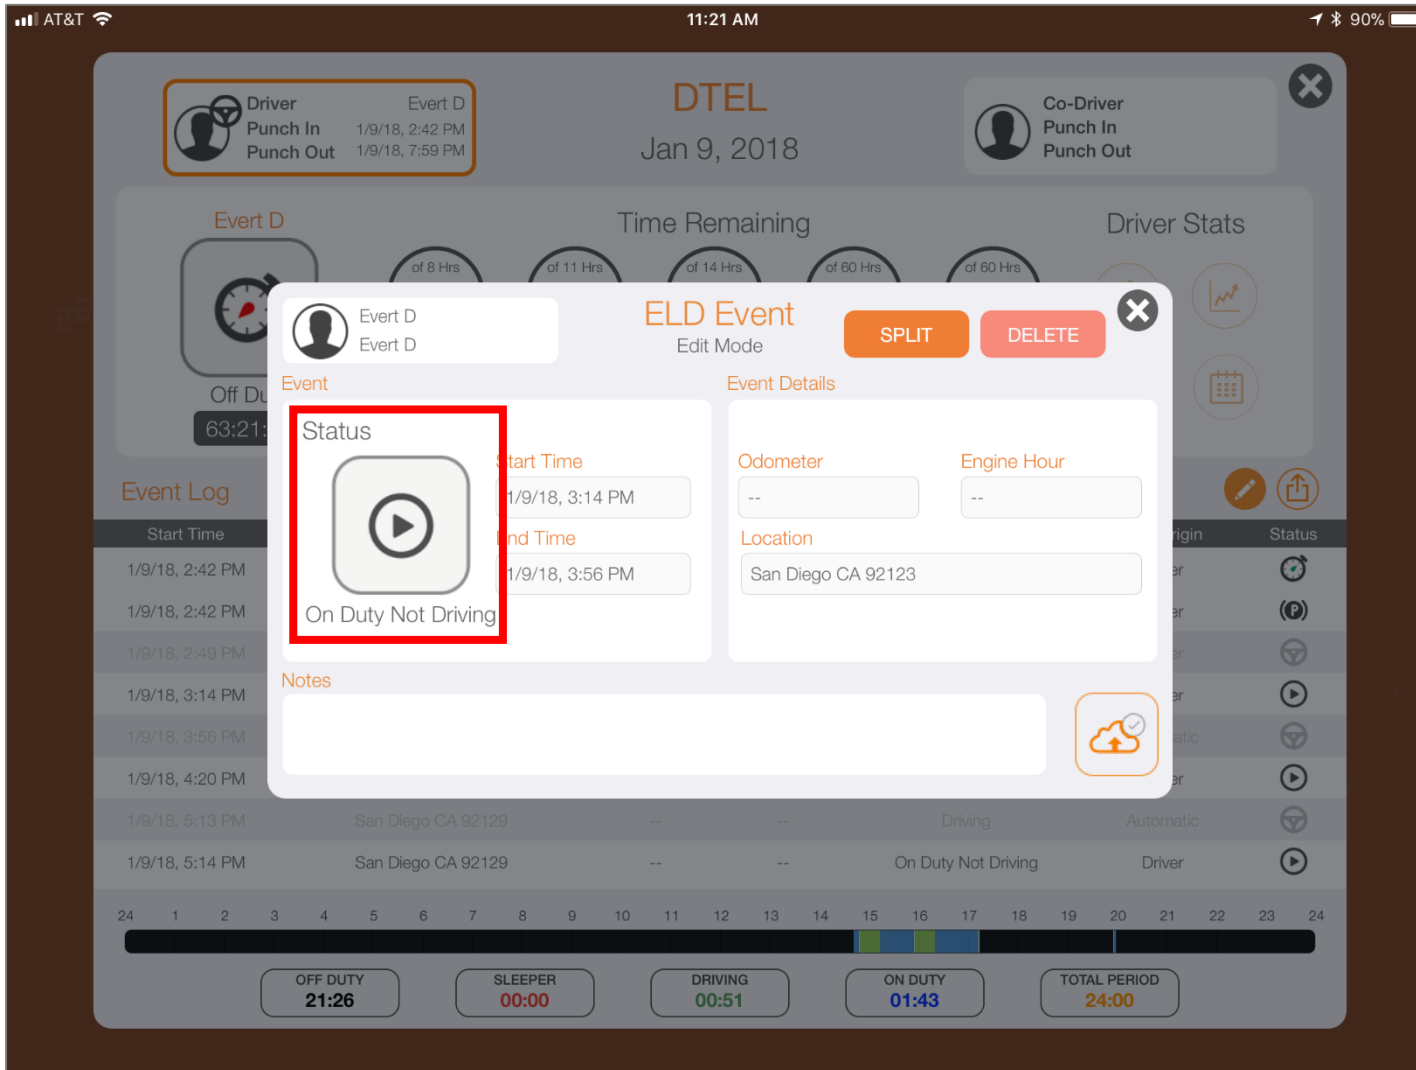 AT&T
11:21 AM
90%
Driver Evert D
Punch In 1/9/18, 2:42 PM
Punch Out 1/9/18, 7:59 PM
DTEL
Jan 9, 2018
Co-Driver
Punch In
Punch Out
Evert D
Time Remaining
Driver Stats
of 8 Hrs
of 11 Hrs
of 14 Hrs
of 60 Hrs
of 60 Hrs
Off Du
63:21:
Evert D
Evert D
ELD Event
Edit Mode
SPLIT
DELETE
Event
Event Details
Status
On Duty Not Driving
Start Time
1/9/18, 3:14 PM
End Time
1/9/18, 3:56 PM
Odometer
--
Engine Hour
--
Location
San Diego CA 92123
Notes
Event Log
Start Time rigin Status
1/9/18, 2:42 PM er
1/9/18, 2:42 PM er (P)
1/9/18, 2:49 PM er
1/9/18, 3:14 PM er
1/9/18, 3:56 PM atic
1/9/18, 4:20 PM er
1/9/18, 5:13 PM San Diego CA 92129 -- -- Driving Automatic
1/9/18, 5:14 PM San Diego CA 92129 -- -- On Duty Not Driving Driver
24 1 2 3 4 5 6 7 8 9 10 11 12 13 14 15 16 17 18 19 20 21 22 23 24
OFF DUTY
21:26
SLEEPER
00:00
DRIVING
00:51
ON DUTY
01:43
TOTAL PERIOD
24:00